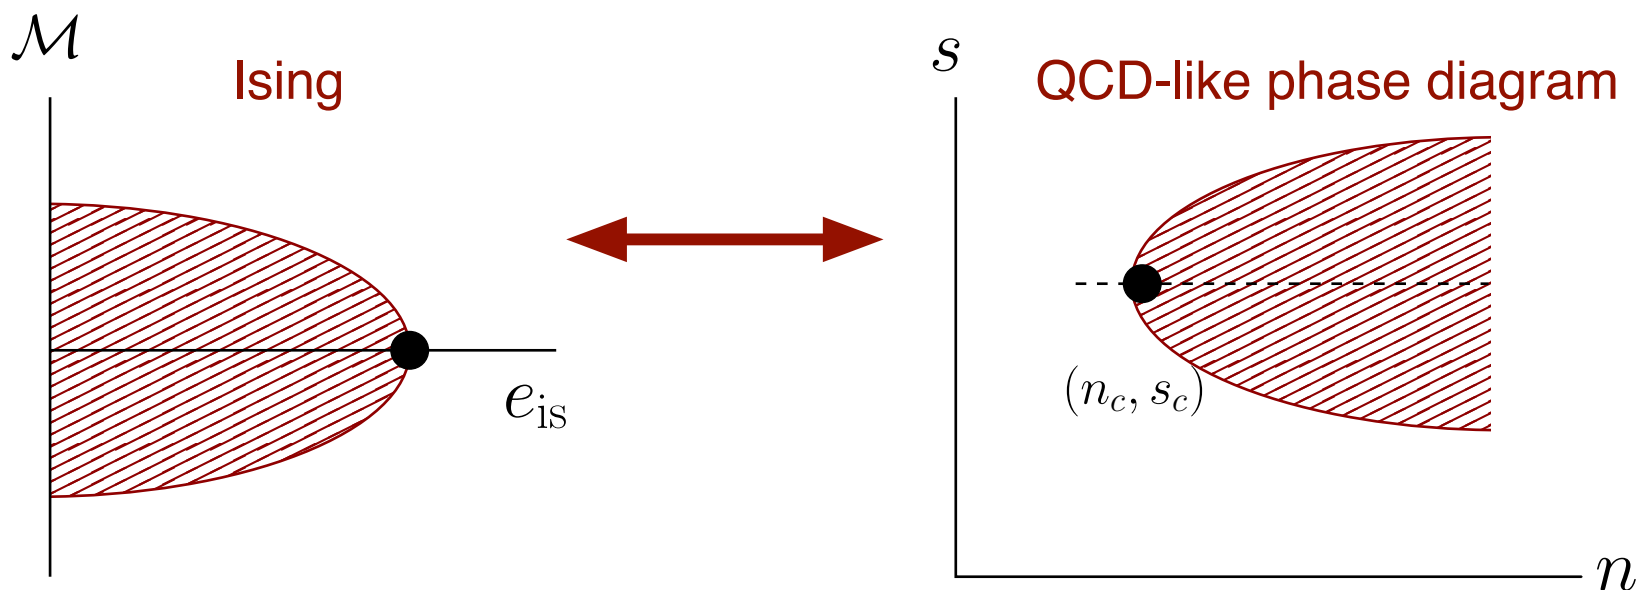 ℳ
Ising
e_is
s
QCD-like phase diagram
(n_c, s_c)
n